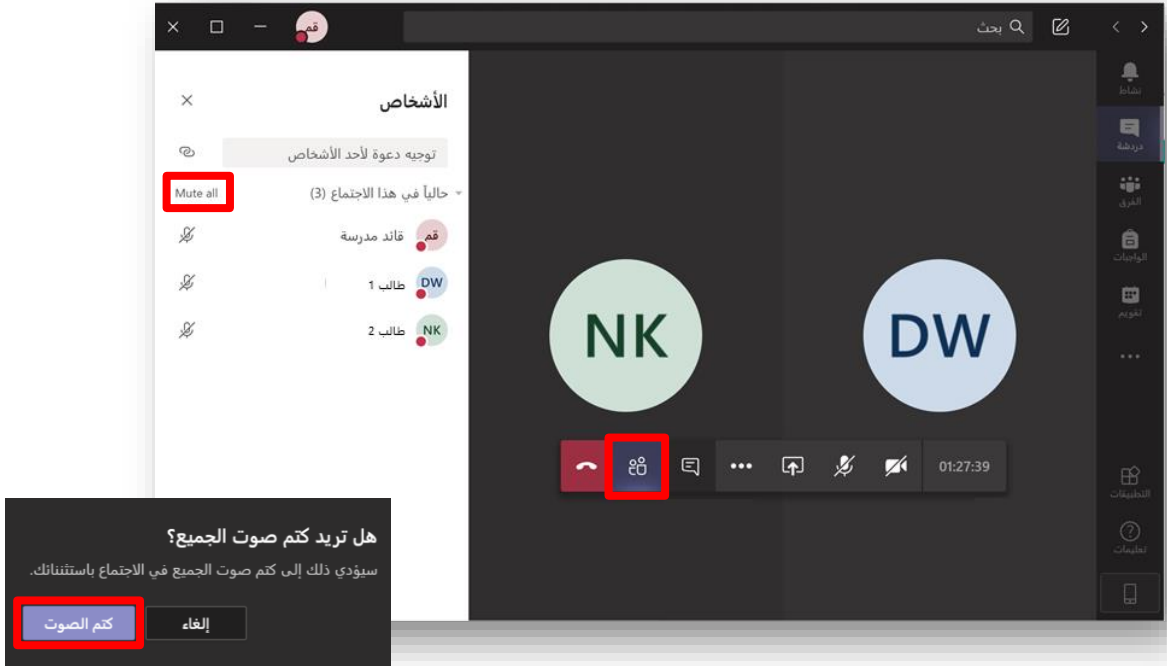 قم
بحث
نشاط
دردشة
الفرق
الواجبات
تقويم
التطبيقات
تعليمات
الأشخاص
توجيه دعوة لأحد الأشخاص
حالياً في هذا الاجتماع (3)
Mute all
قم
قائد مدرسة
DW
طالب 1
NK
طالب 2
DW
NK
01:27:39
هل تريد كتم صوت الجميع؟
سيؤدي ذلك إلى كتم صوت الجميع في الاجتماع باستثنائك.
إلغاء
كتم الصوت